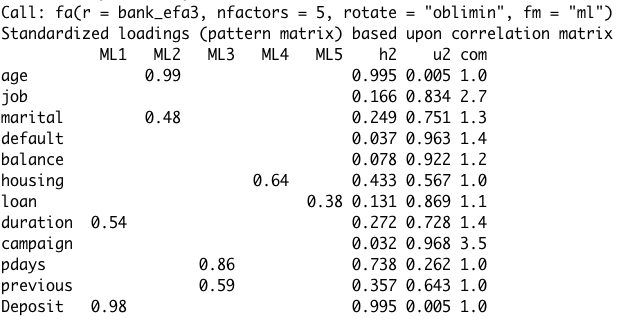 Call: fa(r = bank_efa3, nfactors = 5, rotate = "oblimin", fm = "ml")
Standardized loadings (pattern matrix) based upon correlation matrix
ML1 ML2 ML3 ML4 ML5 h2 u2 com
age 0.99 0.995 0.005 1.0
job 0.166 0.834 2.7
marital 0.48 0.249 0.751 1.3
default 0.037 0.963 1.4
balance 0.078 0.922 1.2
housing 0.64 0.433 0.567 1.0
loan 0.38 0.131 0.869 1.1
duration 0.54 0.272 0.728 1.4
campaign 0.032 0.968 3.5
pdays 0.86 0.738 0.262 1.0
previous 0.59 0.357 0.643 1.0
Deposit 0.98 0.995 0.005 1.0